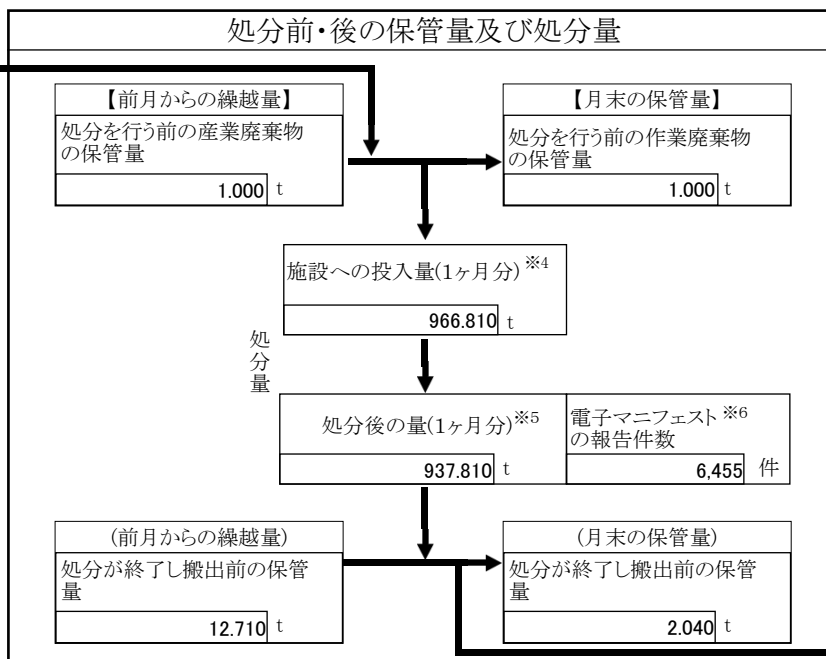 処分前・後の保管量及び処分量
【前月からの繰越量】
処分を行う前の産業廃棄物
の保管量
1.000 t
【月末の保管量】
処分を行う前の作業廃棄物
の保管量
1.000 t
施設への投入量(1ヶ月分)※4
966.810 t
処分量
処分後の量(1ヶ月分)※5
937.810 t
電子マニフェスト※6
の報告件数
6,455 件
(前月からの繰越量)
処分が終了し搬出前の保管
量
12.710 t
(月末の保管量)
処分が終了し搬出前の保管
量
2.040 t